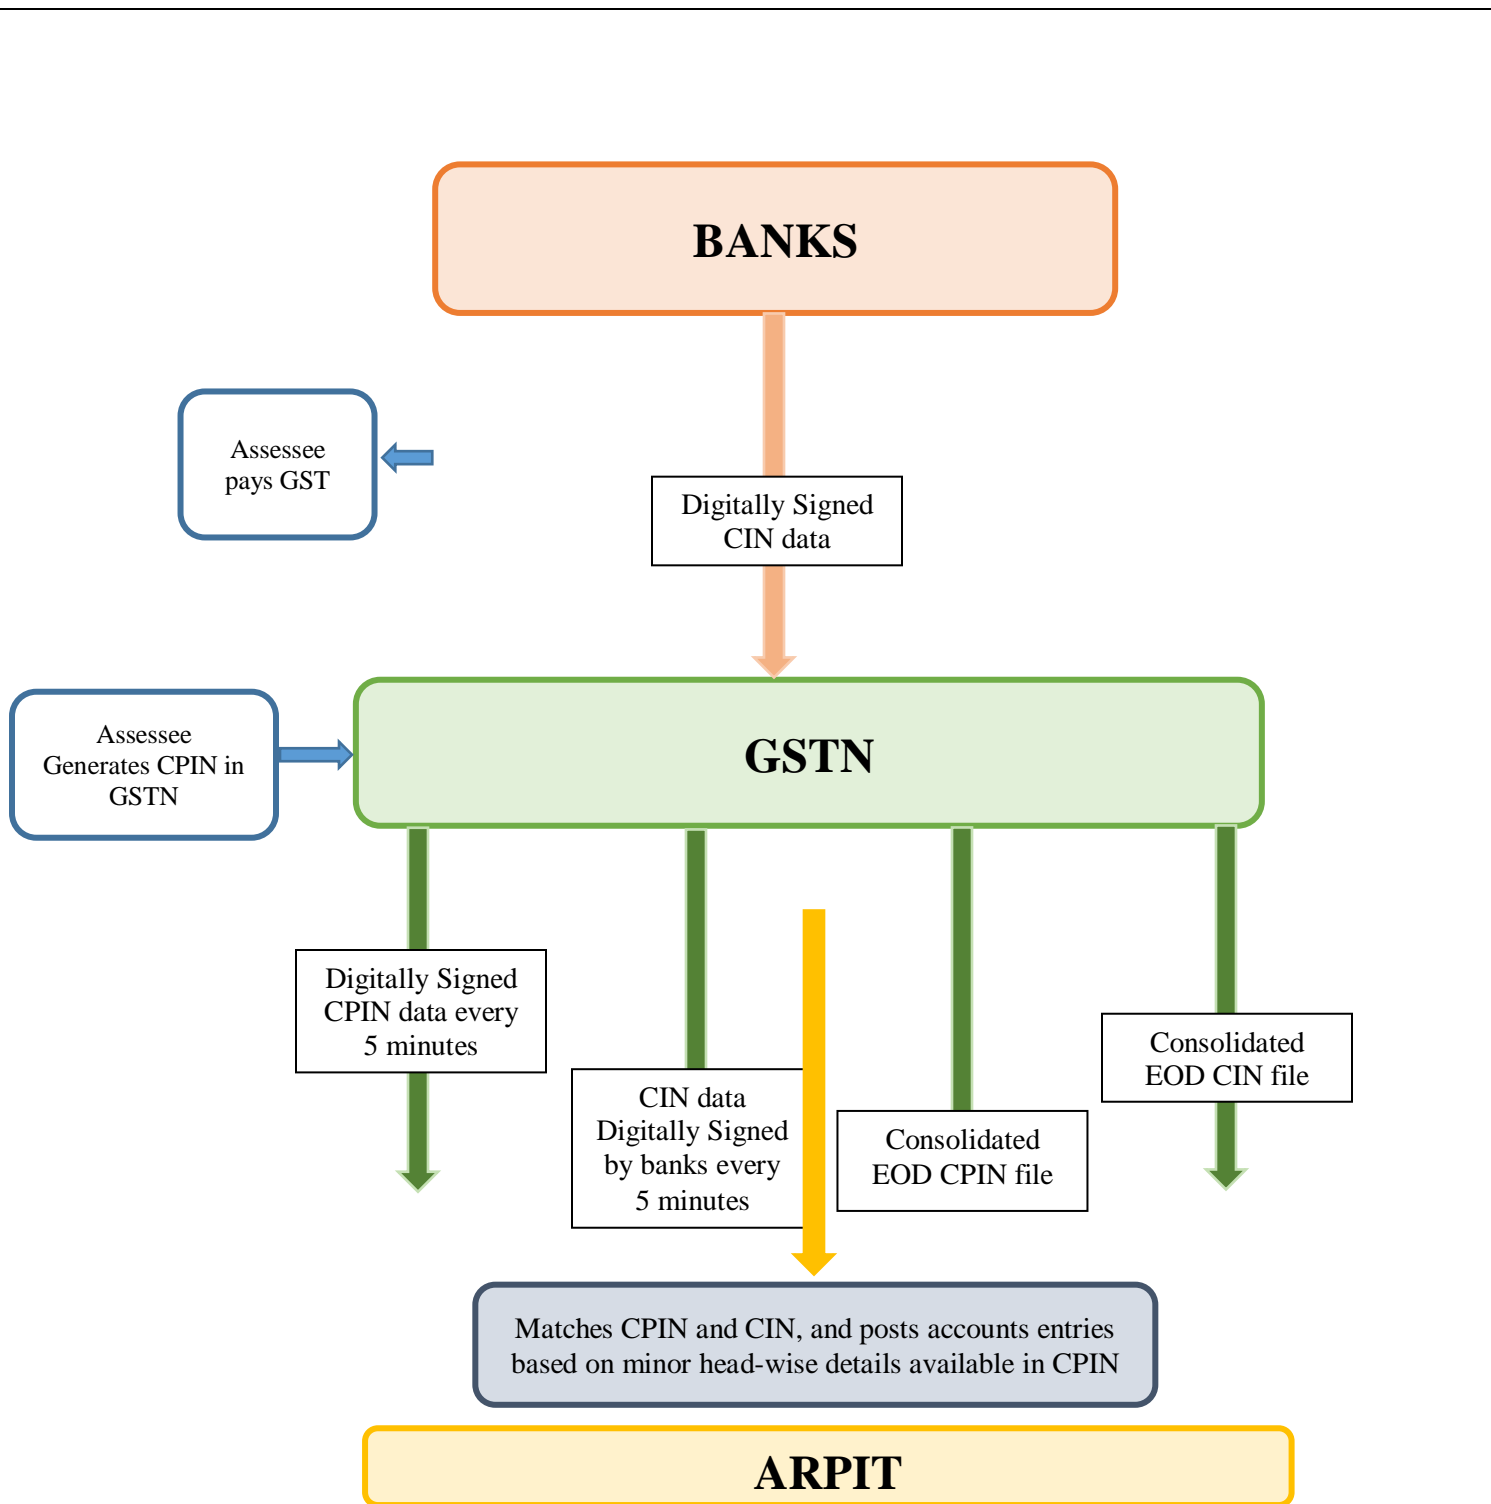 BANKS
Assessee
pays GST
Digitally Signed
CIN data
Assessee
Generates CPIN in
GSTN
GSTN
Digitally Signed
CPIN data every
5 minutes
CIN data
Digitally Signed
by banks every
5 minutes
Consolidated
EOD CPIN file
Consolidated
EOD CIN file
Matches CPIN and CIN, and posts accounts entries
based on minor head-wise details available in CPIN
ARPIT